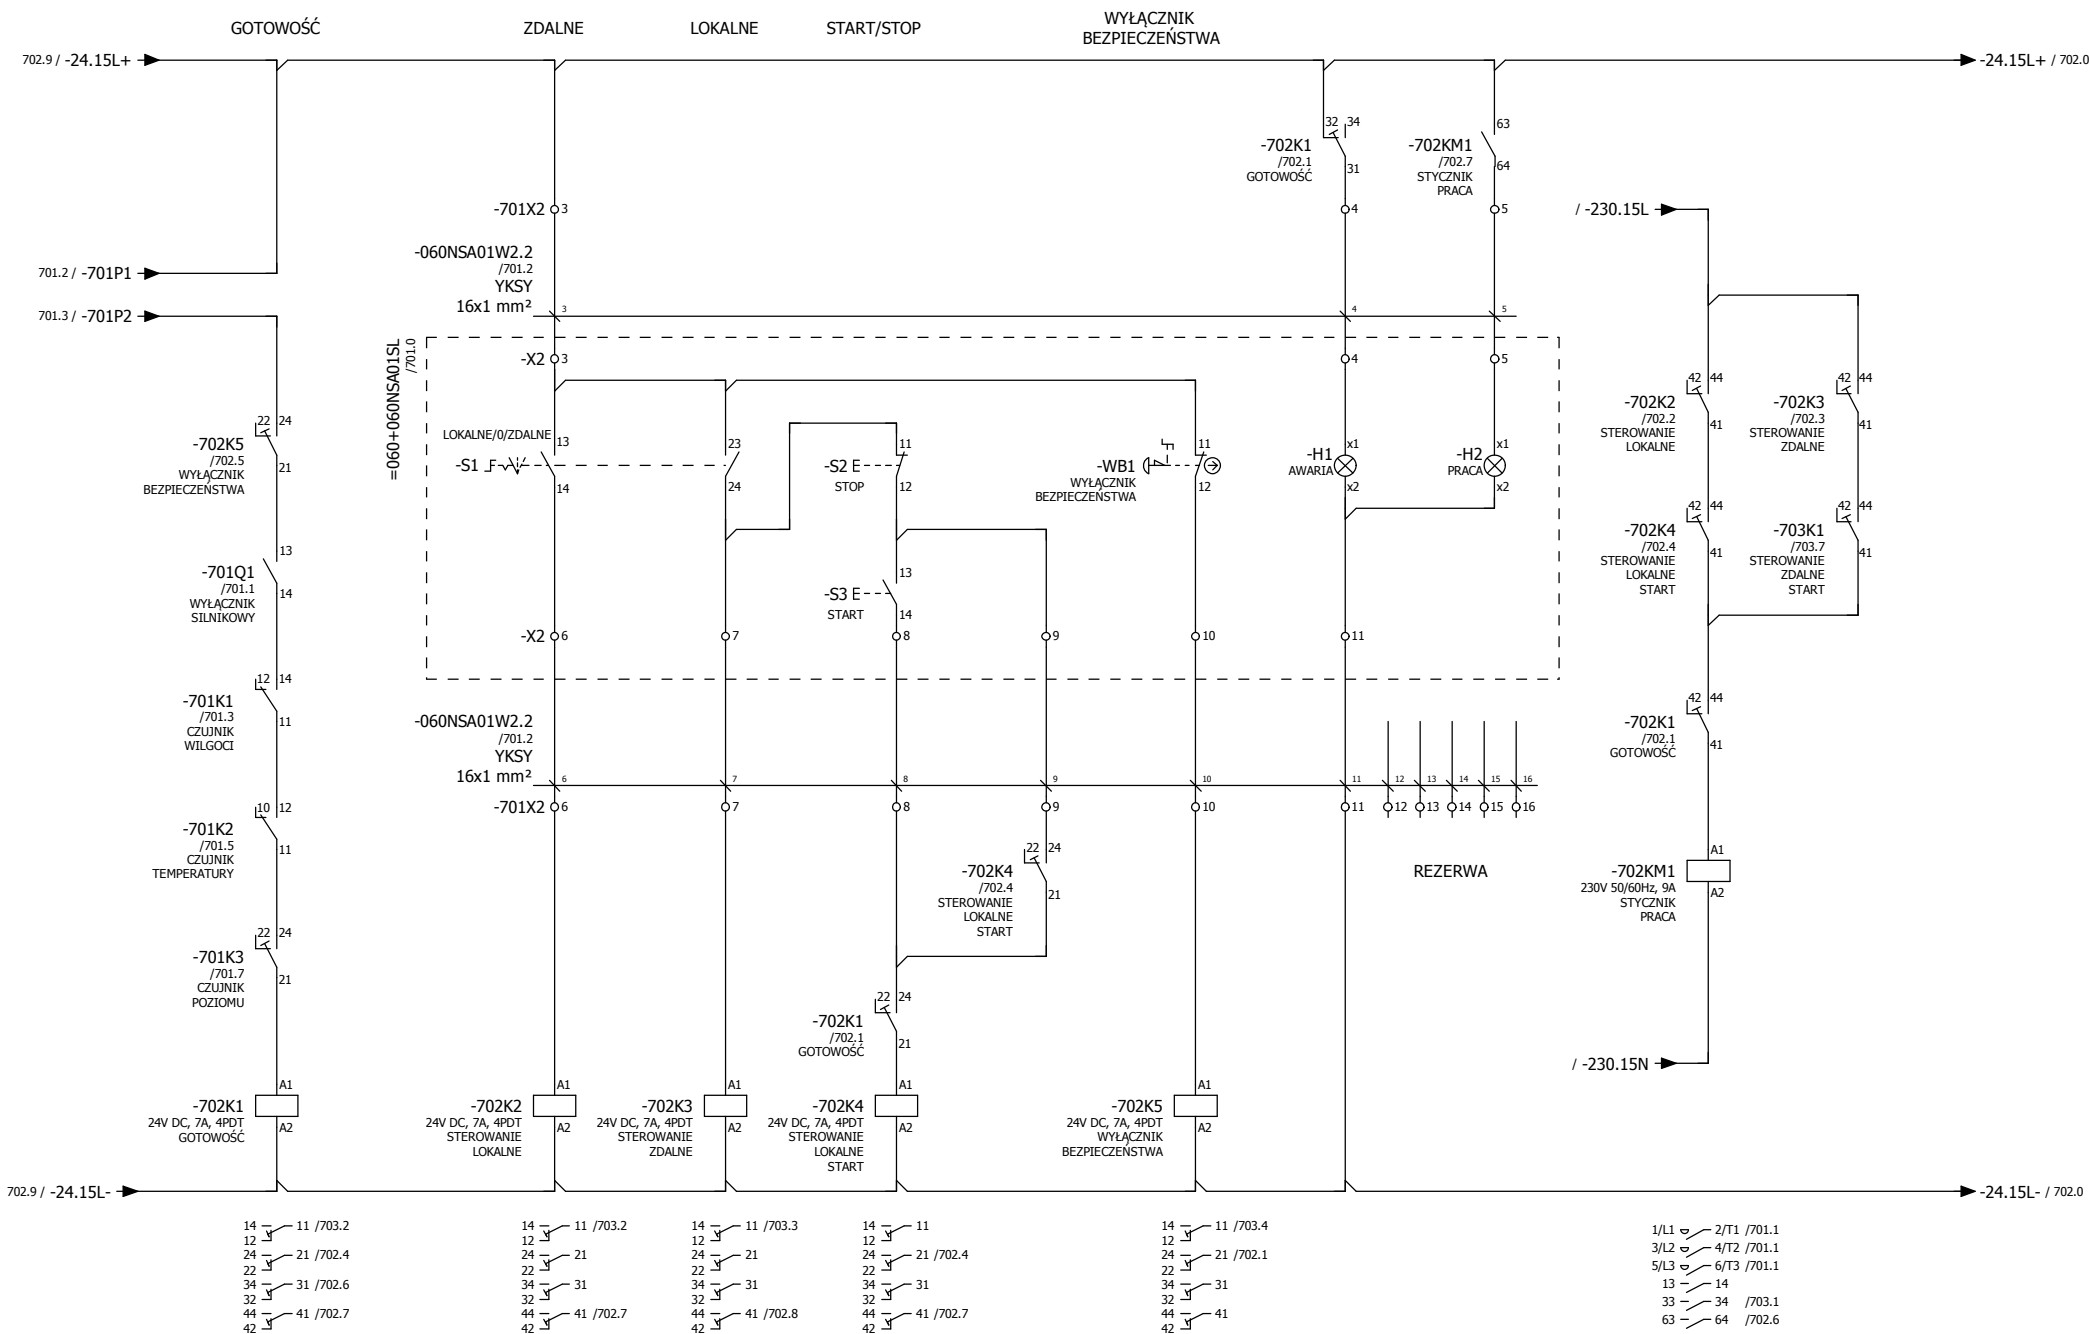 GOTOWOŚĆ
ZDALNE
LOKALNE
START/STOP
WYŁĄCZNIK
BEZPIECZEŃSTWA
702.9 / -24.15L+
-24.15L+ / 702.0
32 34
-702K1
/702.1
GOTOWOŚĆ
31
63
-702KM1
/702.7
STYCZNIK
PRACA
64
-701X2 3
4
5
/ -230.15L
701.2 / -701P1
-060NSA01W2.2
/701.2
YKSY
16x1 mm²
3
4
5
701.3 / -701P2
=060+060NSA01SL
/701.0
-X2 3
4
5
22 24
-702K5
/702.5
WYŁĄCZNIK
BEZPIECZEŃSTWA
21
LOKALNE/0/ZDALNE
13
-S1
14
23
24
11
-S2
STOP
12
11
-WB1
WYŁĄCZNIK
BEZPIECZEŃSTWA
12
x1
-H1
AWARIA
x2
x1
-H2
PRACA
x2
42 44
-702K2
/702.2
STEROWANIE
LOKALNE
41
42 44
-702K3
/702.3
STEROWANIE
ZDALNE
41
13
-701Q1
/701.1
WYŁĄCZNIK
SILNIKOWY
14
13
-S3
START
14
42 44
-702K4
/702.4
STEROWANIE
LOKALNE
START
41
42 44
-703K1
/703.7
STEROWANIE
ZDALNE
START
41
-X2 6
7
8
9
10
11
12 14
-701K1
/701.3
CZUJNIK
WILGOCI
11
-060NSA01W2.2
/701.2
YKSY
16x1 mm²
6
7
8
9
10
11
12
13
14
15
16
-701X2 6
7
8
9
10
11
12
13
14
15
16
REZERWA
42 44
-702K1
/702.1
GOTOWOŚĆ
41
10 12
-701K2
/701.5
CZUJNIK
TEMPERATURY
11
22 24
-702K4
/702.4
STEROWANIE
LOKALNE
START
21
A1
-702KM1
230V 50/60Hz, 9A
STYCZNIK
PRACA
A2
22 24
-701K3
/701.7
CZUJNIK
POZIOMU
21
22 24
-702K1
/702.1
GOTOWOŚĆ
21
/ -230.15N
A1
-702K1
24V DC, 7A, 4PDT
GOTOWOŚĆ
A2
A1
-702K2
24V DC, 7A, 4PDT
STEROWANIE
LOKALNE
A2
A1
-702K3
24V DC, 7A, 4PDT
STEROWANIE
ZDALNE
A2
A1
-702K4
24V DC, 7A, 4PDT
STEROWANIE
LOKALNE
START
A2
A1
-702K5
24V DC, 7A, 4PDT
WYŁĄCZNIK
BEZPIECZEŃSTWA
A2
702.9 / -24.15L-
-24.15L- / 702.0
14 11 /703.2
12
24 21 /702.4
22
34 31 /702.6
32
44 41 /702.7
42
14 11 /703.2
12
24 21
22
34 31
32
44 41 /702.7
42
14 11 /703.3
12
24 21
22
34 31
32
44 41 /702.8
42
14 11
12
24 21 /702.4
22
34 31
32
44 41 /702.7
42
14 11 /703.4
12
24 21 /702.1
22
34 31
32
44 41
42
1/L1 2/T1 /701.1
3/L2 4/T2 /701.1
5/L3 6/T3 /701.1
13 14
33 34 /703.1
63 64 /702.6